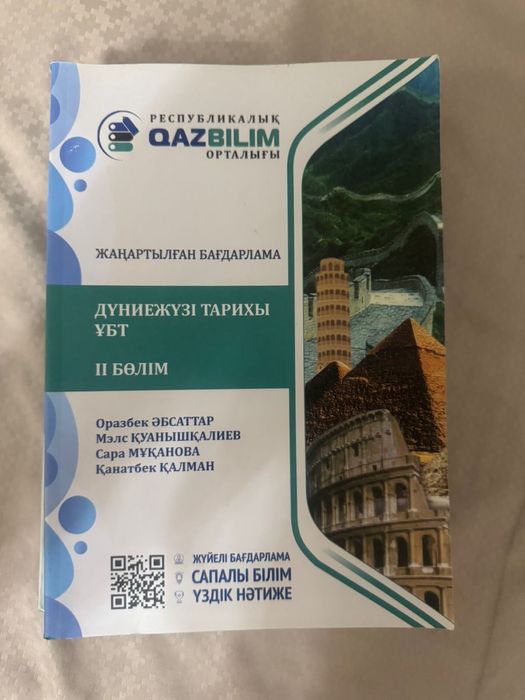 РЕСПУБЛИКАЛЫҚ
QAZBILIM
ОРТАЛЫҒЫ
ЖАҢАРТЫЛҒАН БАҒДАРЛАМА
ДҮНИЕЖҮЗІ ТАРИХЫ
ҰБТ
II БӨЛІМ
Оразбек ӘБСАТТАР
Мэлс ҚУАНЫШҚАЛИЕВ
Сара МҰҚАНОВА
Қанатбек ҚАЛМАН
ЖҮЙЕЛІ БАҒДАРЛАМА
САПАЛЫ БІЛІМ
ҮЗДІК НӘТИЖЕ